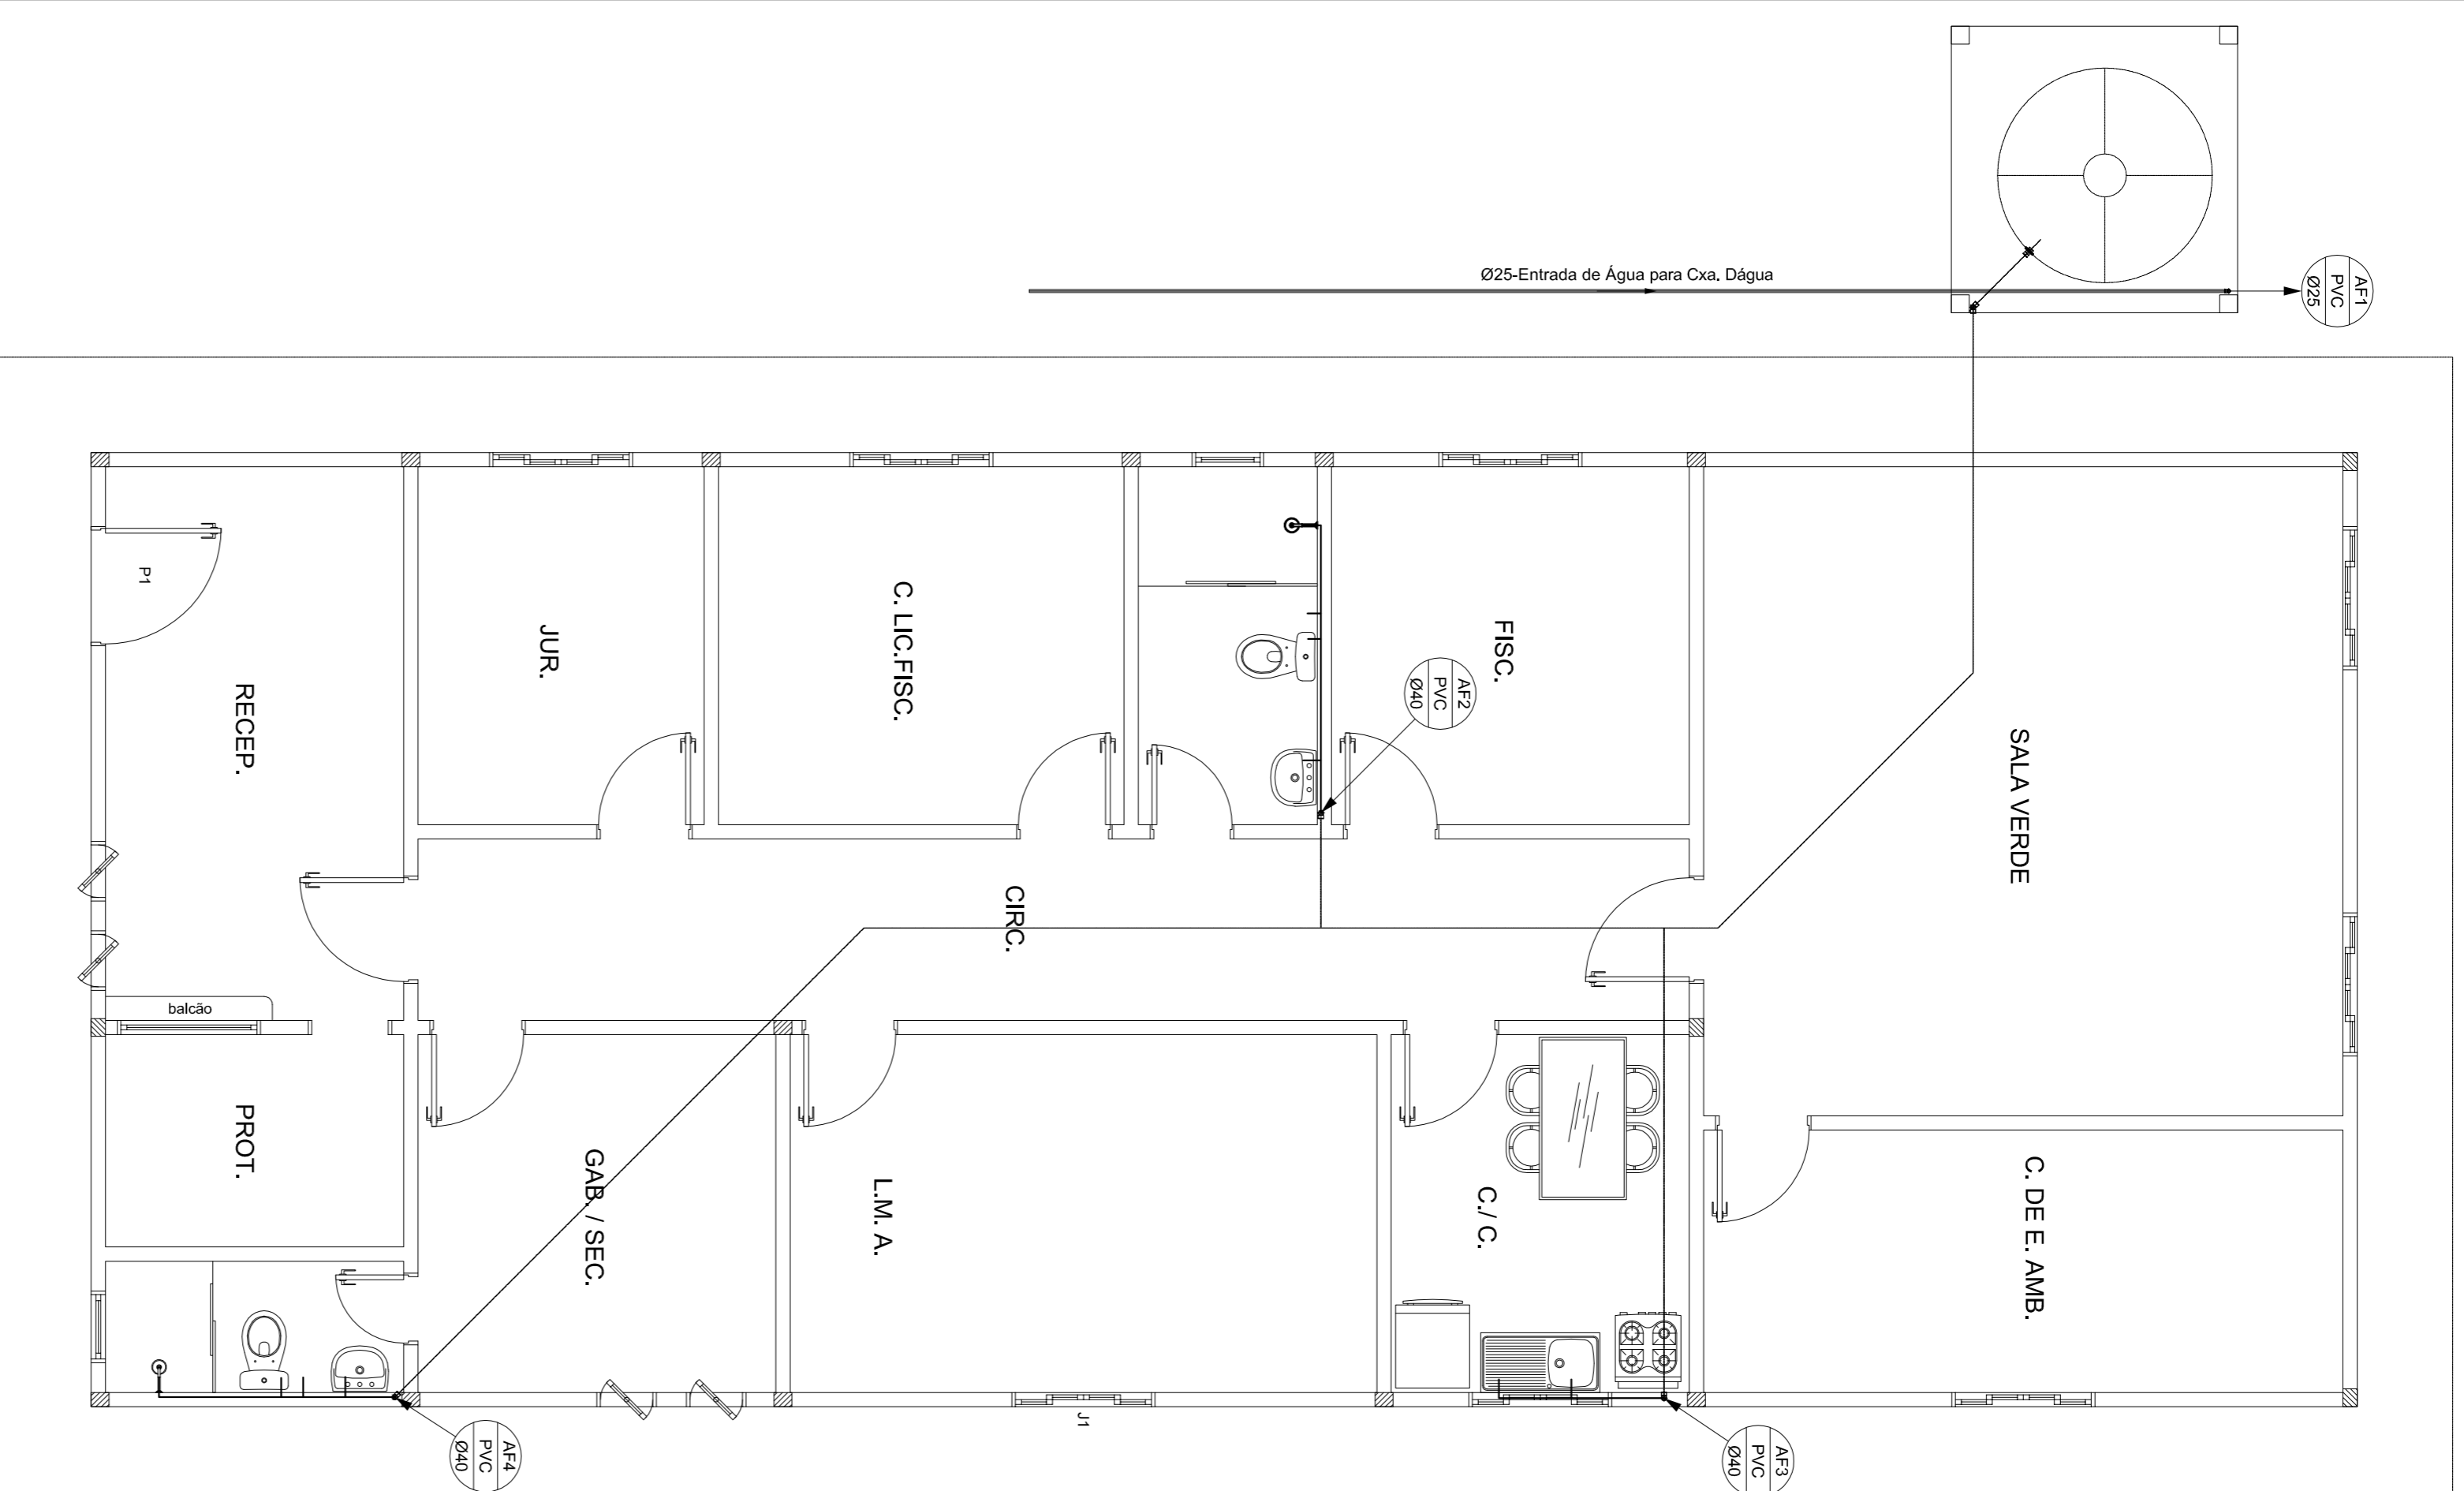 Ø25-Entrada de Água para Cxa. Dágua
AF1
PVC
Ø25
P1
RECEP.
JUR.
C. LIC.FISC.
FISC.
AF2
PVC
Ø40
SALA VERDE
CIRC.
balcão
PROT.
GAB. / SEC.
L.M. A.
C./ C.
C. DE E. AMB.
J1
AF4
PVC
Ø40
AF3
PVC
Ø40